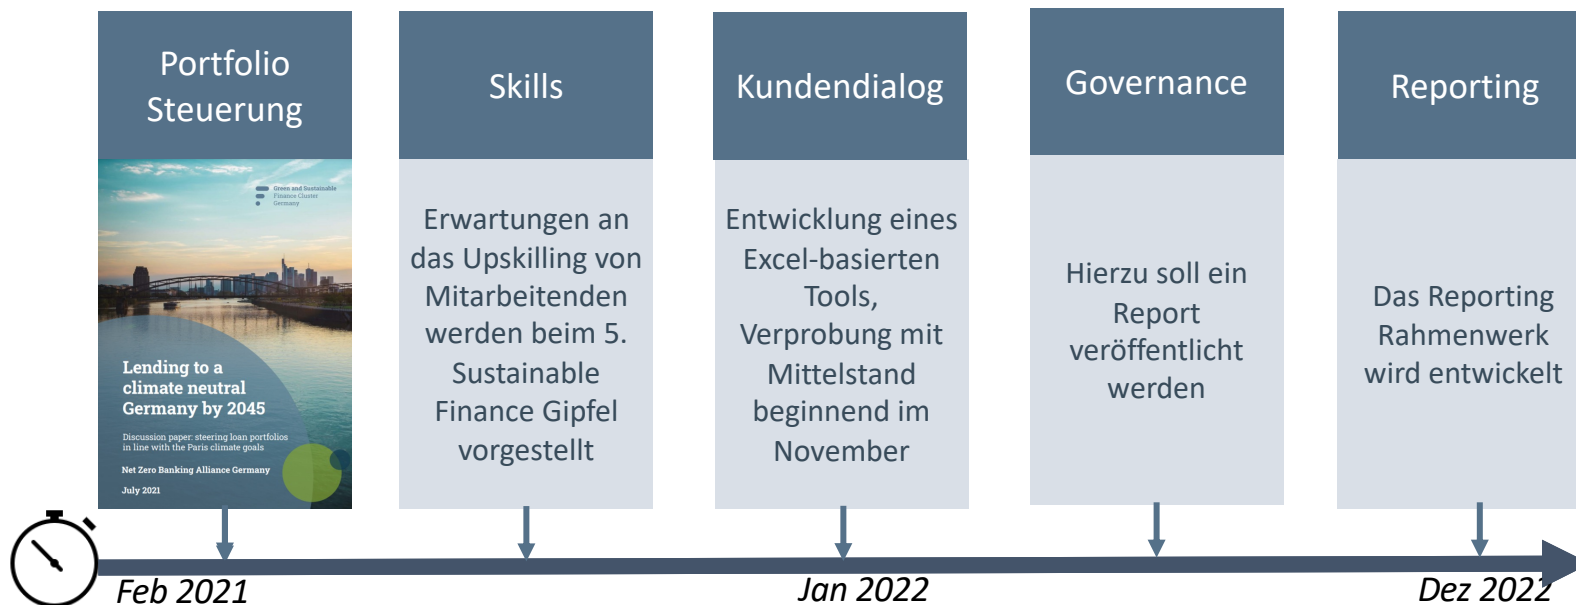 Portfolio
Steuerung
Green and Sustainable
Finance Cluster
Germany
Lending to a
climate neutral
Germany by 2045
Discussion paper: steering loan portfolios
in line with the Paris climate goals
Net Zero Banking Alliance Germany
July 2021
Skills
Erwartungen an
das Upskilling von
Mitarbeitenden
werden beim 5.
Sustainable
Finance Gipfel
vorgestellt
Kundendialog
Entwicklung eines
Excel-basierten
Tools,
Verprobung mit
Mittelstand
beginnend im
November
Governance
Hierzu soll ein
Report
veröffentlicht
werden
Reporting
Das Reporting
Rahmenwerk
wird entwickelt
Feb 2021
Jan 2022
Dez 2022